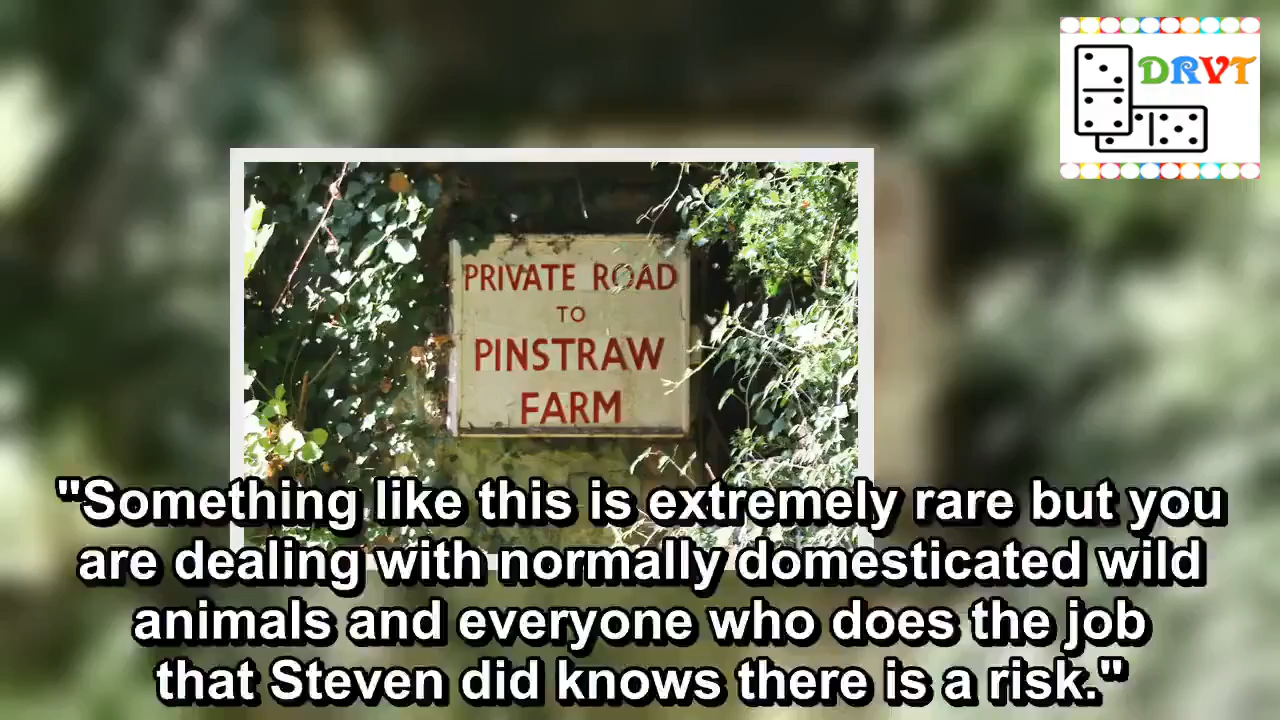 DRVT
PRIVATE ROAD
TO
PINSTRAW
FARM
"Something like this is extremely rare but you
are dealing with normally domesticated wild
animals and everyone who does the job
that Steven did knows there is a risk."